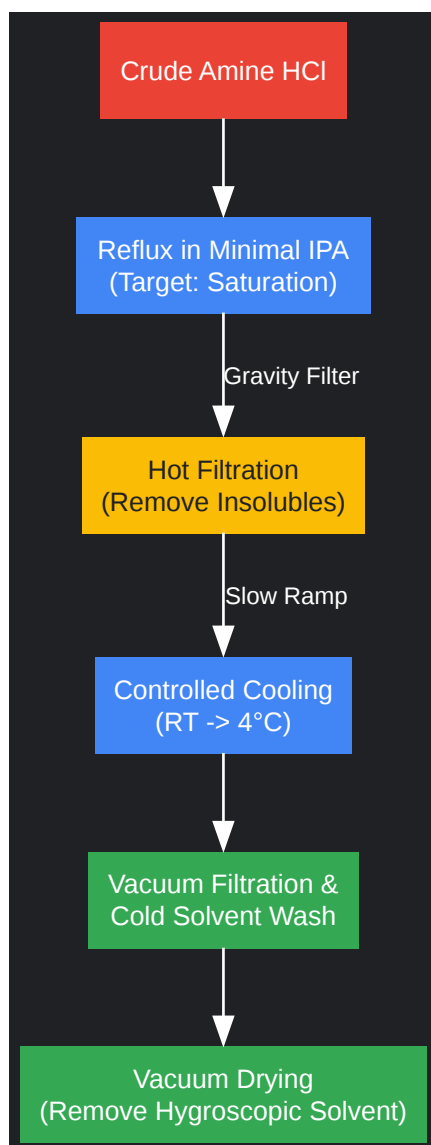 Crude Amine HCl
Reflux in Minimal IPA
(Target: Saturation)
Gravity Filter
Hot Filtration
(Remove Insolubles)
Slow Ramp
Controlled Cooling
(RT -> 4°C)
Vacuum Filtration &
Cold Solvent Wash
Vacuum Drying
(Remove Hygroscopic Solvent)